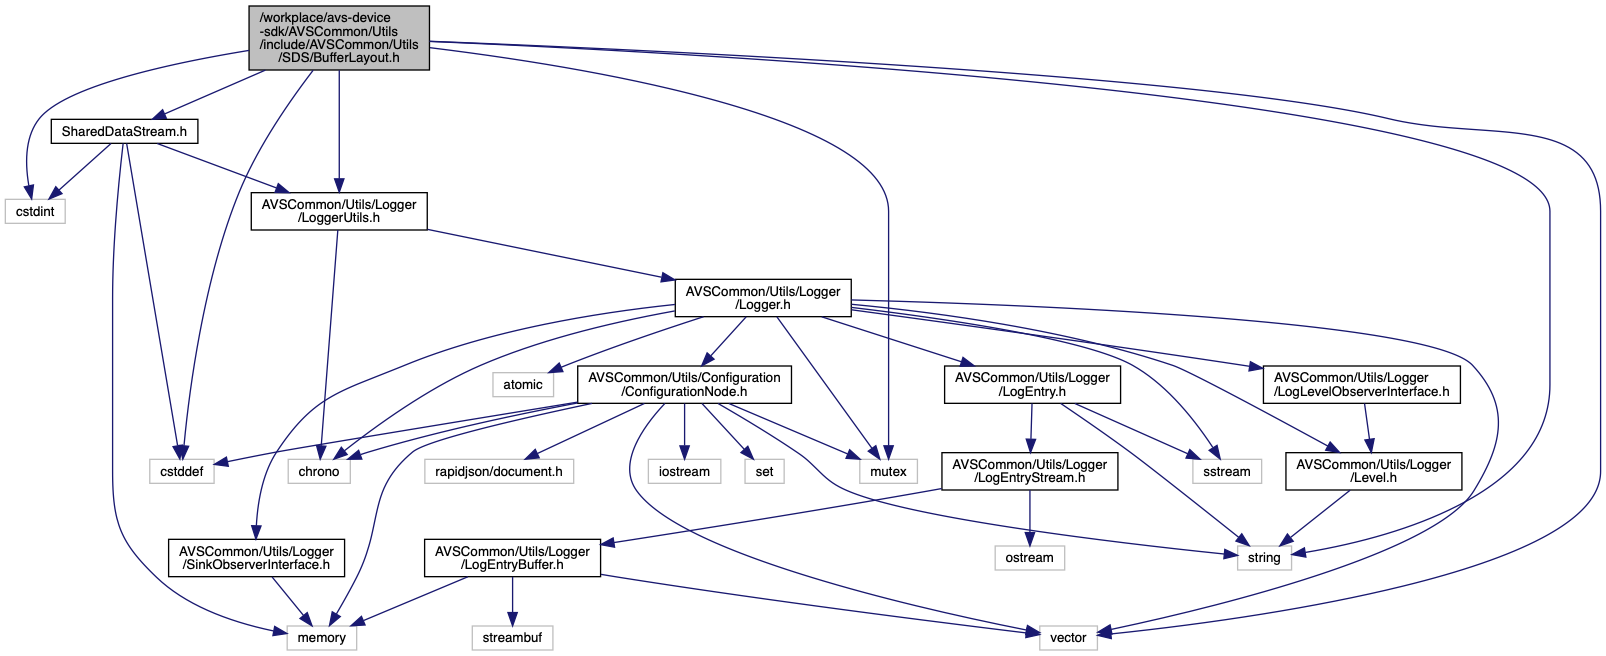 /workplace/avs-device
-sdk/AVSCommon/Utils
/include/AVSCommon/Utils
/SDS/BufferLayout.h
SharedDataStream.h
cstdint
AVSCommon/Utils/Logger
/LoggerUtils.h
AVSCommon/Utils/Logger
/Logger.h
atomic
AVSCommon/Utils/Configuration
/ConfigurationNode.h
AVSCommon/Utils/Logger
/LogEntry.h
AVSCommon/Utils/Logger
/LogLevelObserverInterface.h
cstddef
chrono
rapidjson/document.h
iostream
set
mutex
AVSCommon/Utils/Logger
/LogEntryStream.h
sstream
AVSCommon/Utils/Logger
/Level.h
AVSCommon/Utils/Logger
/SinkObserverInterface.h
AVSCommon/Utils/Logger
/LogEntryBuffer.h
ostream
string
memory
streambuf
vector